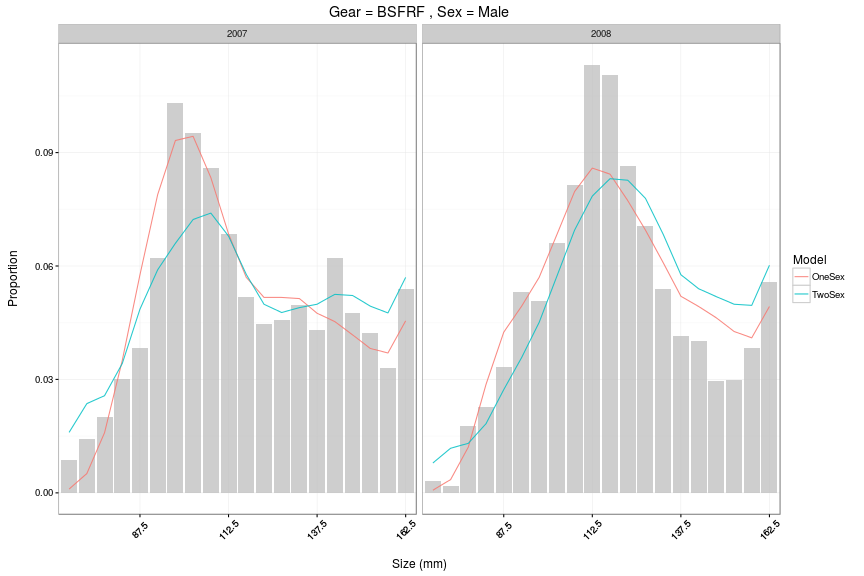 Gear = BSFRF , Sex = Male
2007 2008
Proportion
0.09
0.06
0.03
0.00
87.5 112.5 137.5 162.5 87.5 112.5 137.5 162.5
Size (mm)
Model
OneSex
TwoSex